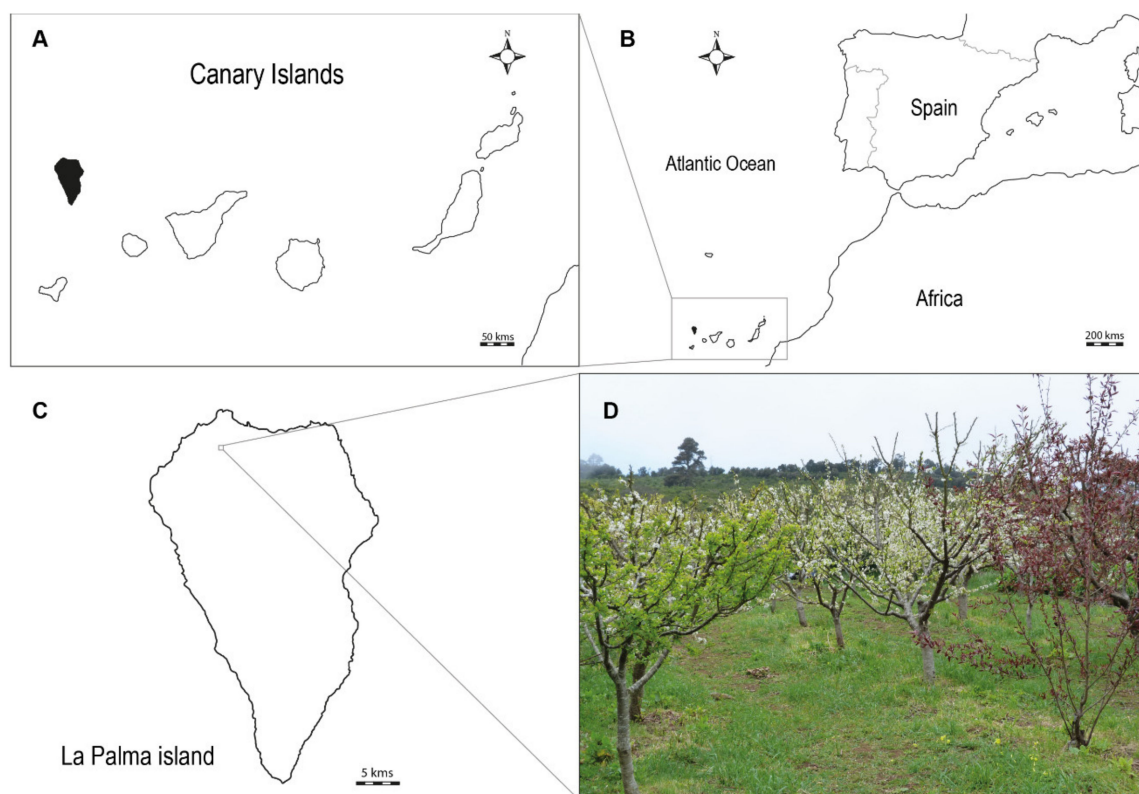 A
Canary Islands
50 kms
B
Spain
Atlantic Ocean
Africa
200 kms
C
La Palma island
5 kms
D